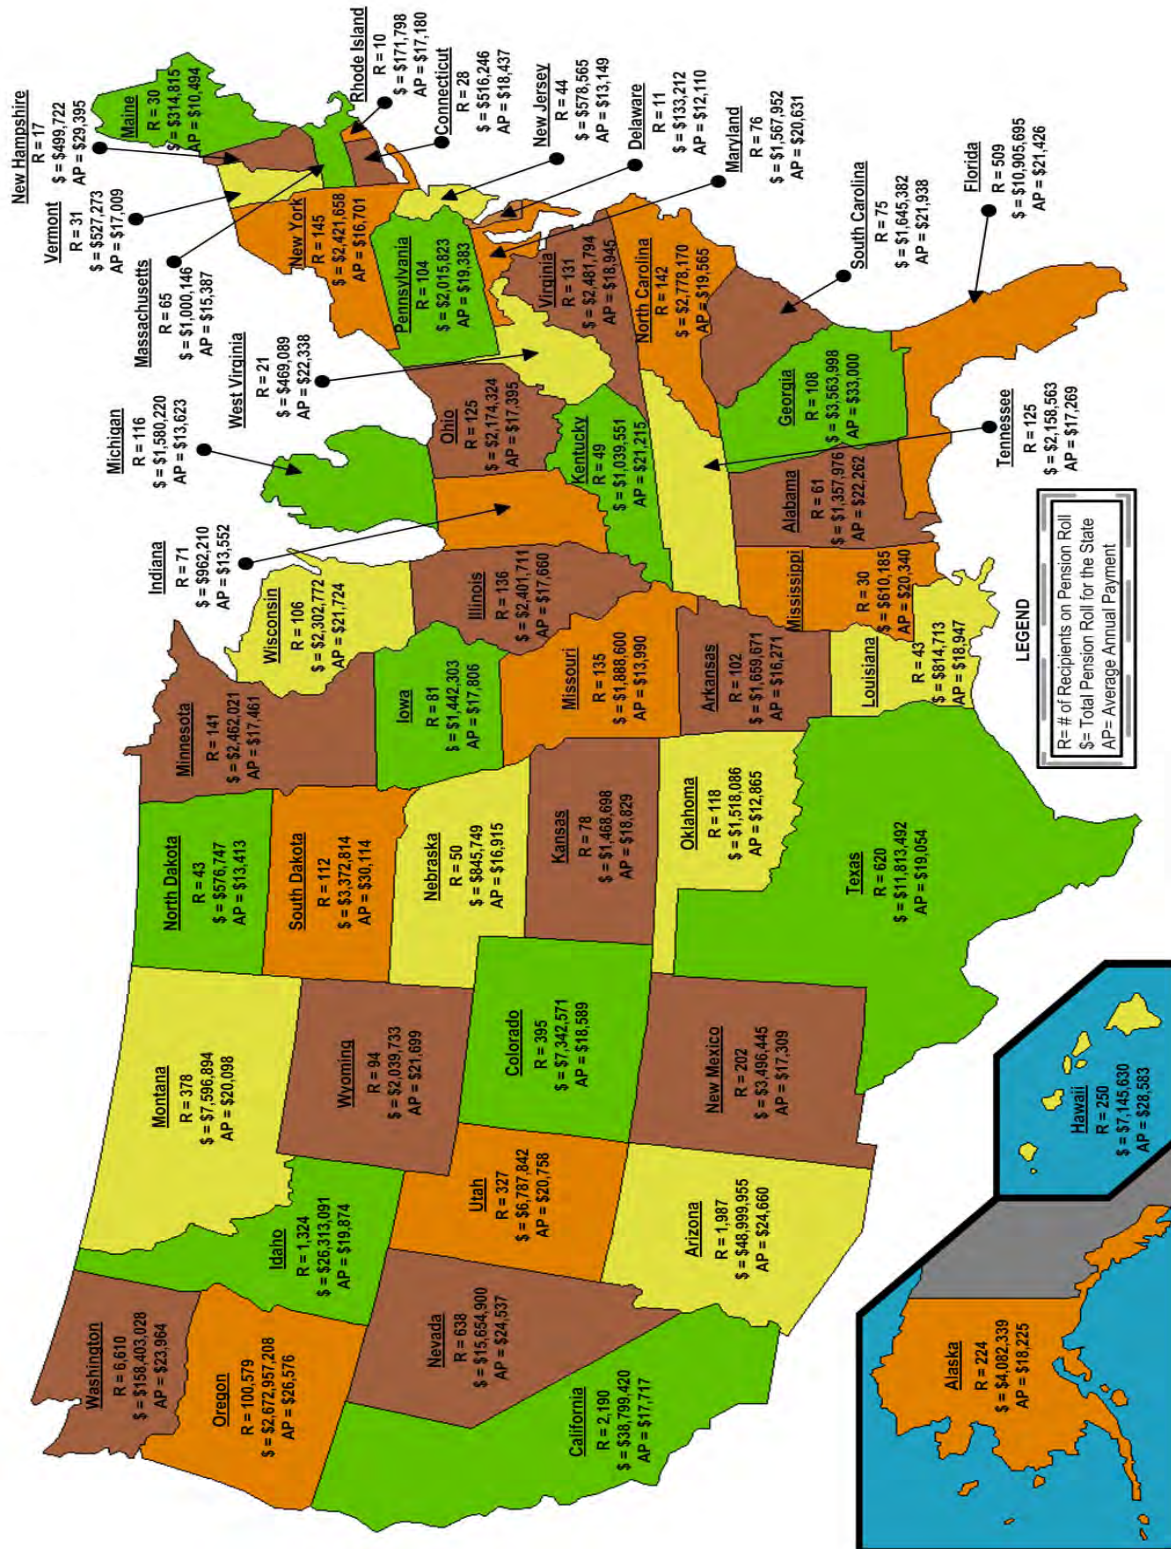 Washington
R = 6,610
$ = $158,403,028
AP = $23,964
Oregon
R = 100,579
$ = $2,672,957,208
AP = $26,576
California
R = 2,190
$ = $38,799,420
AP = $17,717
Nevada
R = 638
$ = $15,654,900
AP = $24,537
Idaho
R = 1,324
$ = $26,313,091
AP = $19,874
Montana
R = 378
$ = $7,596,894
AP = $20,098
Wyoming
R = 94
$ = $2,039,733
AP = $21,699
Utah
R = 327
$ = $6,787,842
AP = $20,758
Arizona
R = 1,987
$ = $48,999,955
AP = $24,660
Colorado
R = 395
$ = $7,342,571
AP = $18,589
New Mexico
R = 202
$ = $3,496,445
AP = $17,309
North Dakota
R = 43
$ = $576,747
AP = $13,413
South Dakota
R = 112
$ = $3,372,814
AP = $30,114
Nebraska
R = 50
$ = $845,749
AP = $16,915
Kansas
R = 78
$ = $1,468,698
AP = $18,829
Oklahoma
R = 118
$ = $1,518,086
AP = $12,865
Texas
R = 620
$ = $11,813,492
AP = $19,054
Minnesota
R = 141
$ = $2,462,021
AP = $17,461
Iowa
R = 81
$ = $1,442,303
AP = $17,806
Missouri
R = 135
$ = $1,888,600
AP = $13,990
Arkansas
R = 102
$ = $1,659,671
AP = $16,271
Louisiana
R = 43
$ = $814,713
AP = $18,947
Wisconsin
R = 106
$ = $2,302,772
AP = $21,724
Illinois
R = 136
$ = $2,401,711
AP = $17,660
Mississippi
R = 30
$ = $610,185
AP = $20,340
Indiana
R = 71
$ = $962,210
AP = $13,552
Michigan
R = 116
$ = $1,580,220
AP = $13,623
Ohio
R = 125
$ = $2,174,324
AP = $17,395
Kentucky
R = 49
$ = $1,039,551
AP = $21,215
Tennessee
R = 125
$ = $2,158,563
AP = $17,269
Alabama
R = 61
$ = $1,357,976
AP = $22,262
Georgia
R = 108
$ = $3,563,998
AP = $33,000
Florida
R = 509
$ = $10,905,695
AP = $21,426
South Carolina
R = 75
$ = $1,645,382
AP = $21,938
North Carolina
R = 142
$ = $2,778,170
AP = $19,565
Virginia
R = 131
$ = $2,481,794
AP = $18,945
West Virginia
R = 21
$ = $469,089
AP = $22,338
Pennsylvania
R = 104
$ = $2,015,823
AP = $19,383
New York
R = 145
$ = $2,421,658
AP = $16,701
Massachusetts
R = 65
$ = $1,000,146
AP = $15,387
Vermont
R = 31
$ = $527,273
AP = $17,009
New Hampshire
R = 17
$ = $499,722
AP = $29,395
Maine
R = 30
$ = $314,815
AP = $10,494
Rhode Island
R = 10
$ = $171,798
AP = $17,180
Connecticut
R = 28
$ = $516,246
AP = $18,437
New Jersey
R = 44
$ = $578,565
AP = $13,149
Delaware
R = 11
$ = $133,212
AP = $12,110
Maryland
R = 76
$ = $1,567,952
AP = $20,631
Alaska
R = 224
$ = $4,082,339
AP = $18,225
Hawaii
R = 250
$ = $7,145,630
AP = $28,583
LEGEND
R= # of Recipients on Pension Roll
$= Total Pension Roll for the State
AP= Average Annual Payment